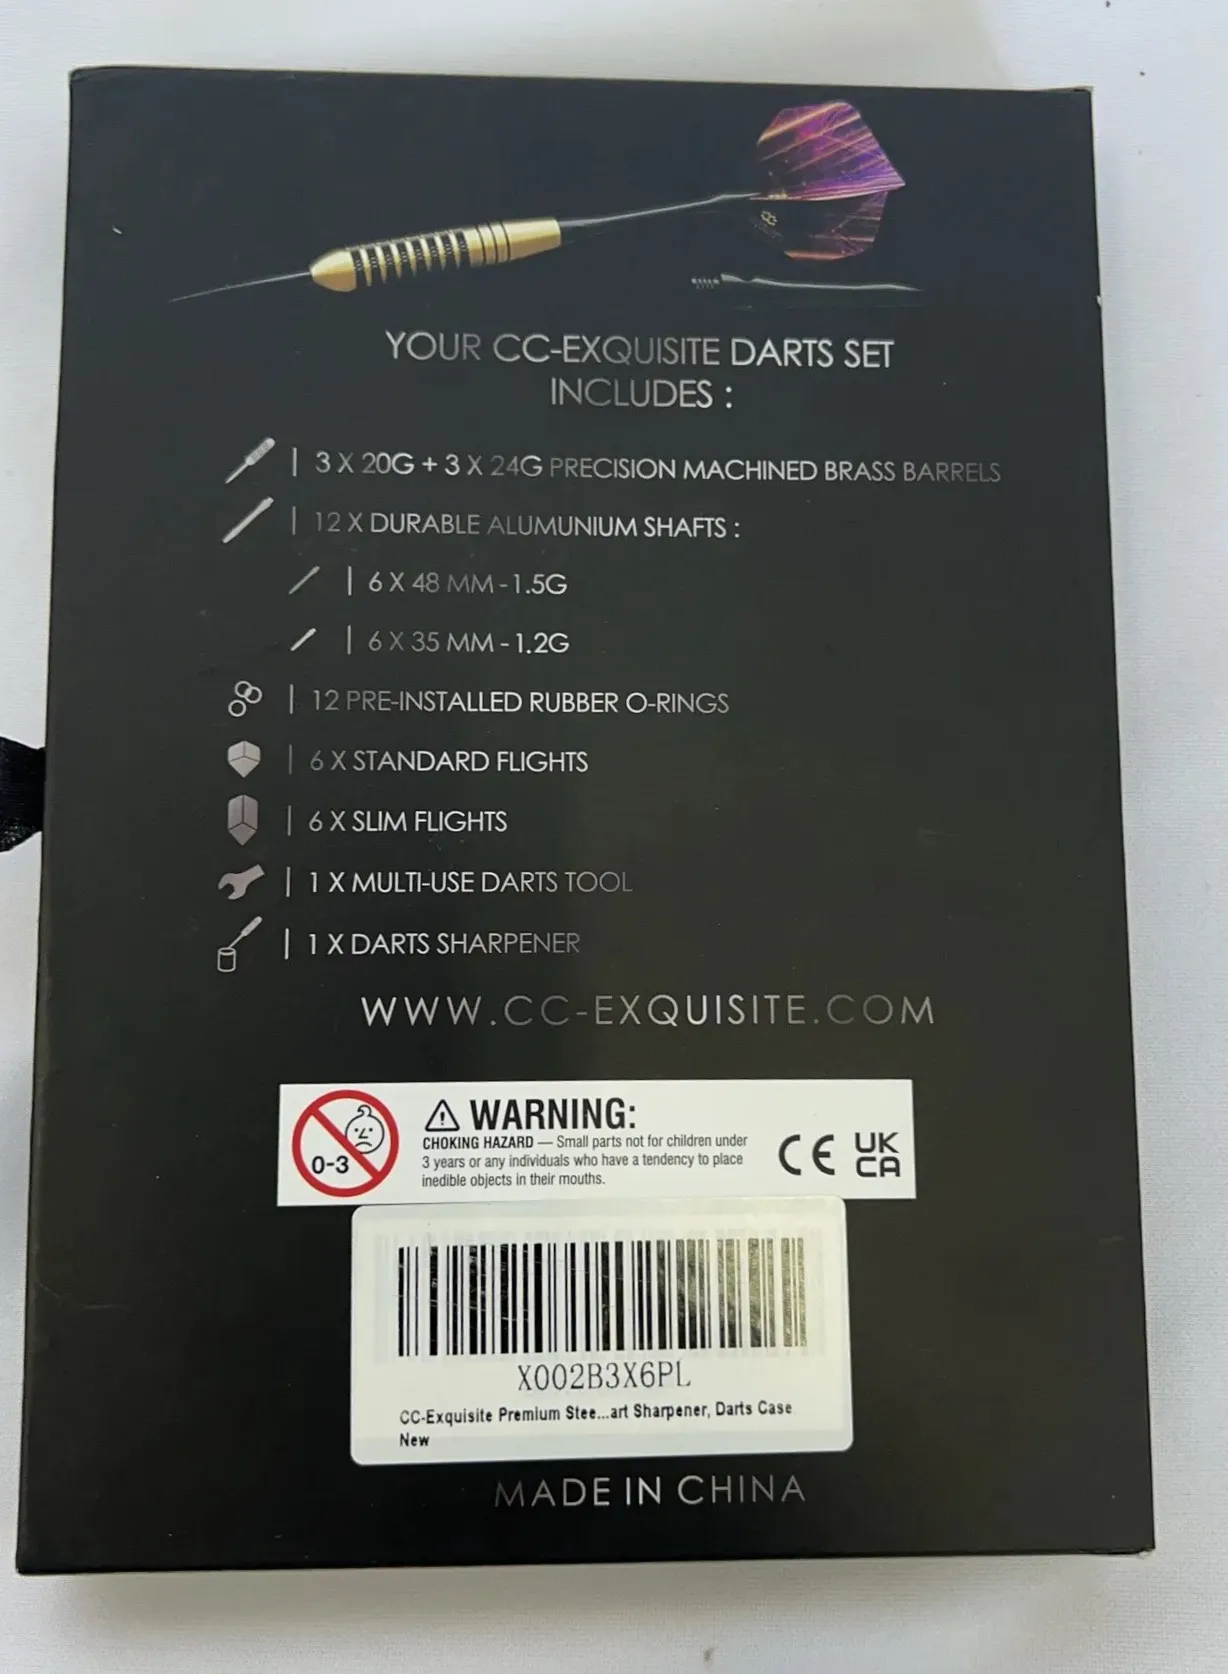 YOUR CC-EXQUISITE DARTS SET
INCLUDES :
3 X 20G + 3 X 24G PRECISION MACHINED BRASS BARRELS
12 X DURABLE ALUMUNIUM SHAFTS :
6 X 48 MM - 1.5G
6 X 35 MM - 1.2G
12 PRE-INSTALLED RUBBER O-RINGS
6 X STANDARD FLIGHTS
6 X SLIM FLIGHTS
1 X MULTI-USE DARTS TOOL
1 X DARTS SHARPENER
WWW.CC-EXQUISITE.COM
0-3
⚠ WARNING:
CHOKING HAZARD — Small parts not for children under
3 years or any individuals who have a tendency to place
inedible objects in their mouths.
CE
UK
CA
X002B3X6PL
CC-Exquisite Premium Stee...art Sharpener, Darts Case
New
MADE IN CHINA